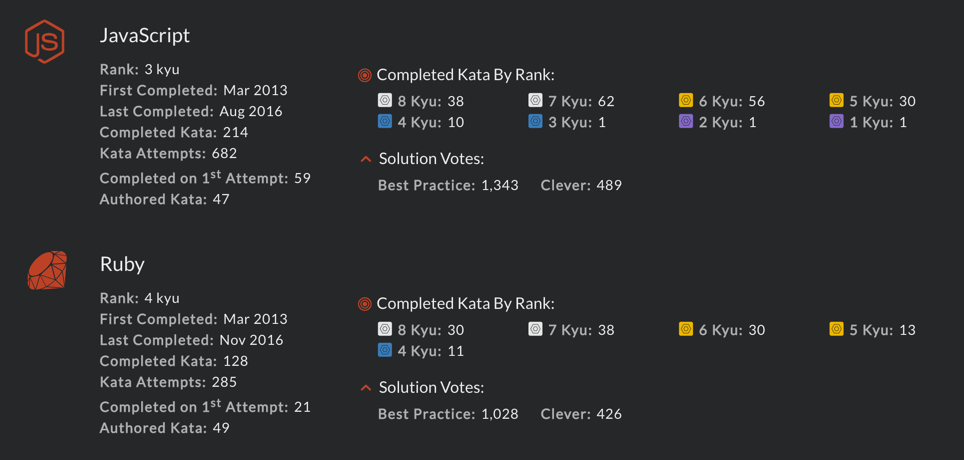 JS
JavaScript
Rank: 3 kyu
First Completed: Mar 2013
Last Completed: Aug 2016
Completed Kata: 214
Kata Attempts: 682
Completed on 1st Attempt: 59
Authored Kata: 47
Completed Kata By Rank:
8 Kyu: 38 7 Kyu: 62 6 Kyu: 56 5 Kyu: 30
4 Kyu: 10 3 Kyu: 1 2 Kyu: 1 1 Kyu: 1
Solution Votes:
Best Practice: 1,343 Clever: 489
Ruby
Rank: 4 kyu
First Completed: Mar 2013
Last Completed: Nov 2016
Completed Kata: 128
Kata Attempts: 285
Completed on 1st Attempt: 21
Authored Kata: 49
Completed Kata By Rank:
8 Kyu: 30 7 Kyu: 38 6 Kyu: 30 5 Kyu: 13
4 Kyu: 11
Solution Votes:
Best Practice: 1,028 Clever: 426